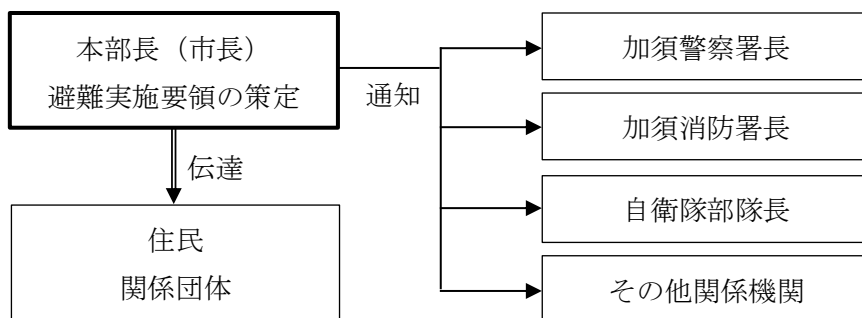 本部長（市長）
避難実施要領の策定
通知
伝達
住民
関係団体
加須警察署長
加須消防署長
自衛隊部隊長
その他関係機関